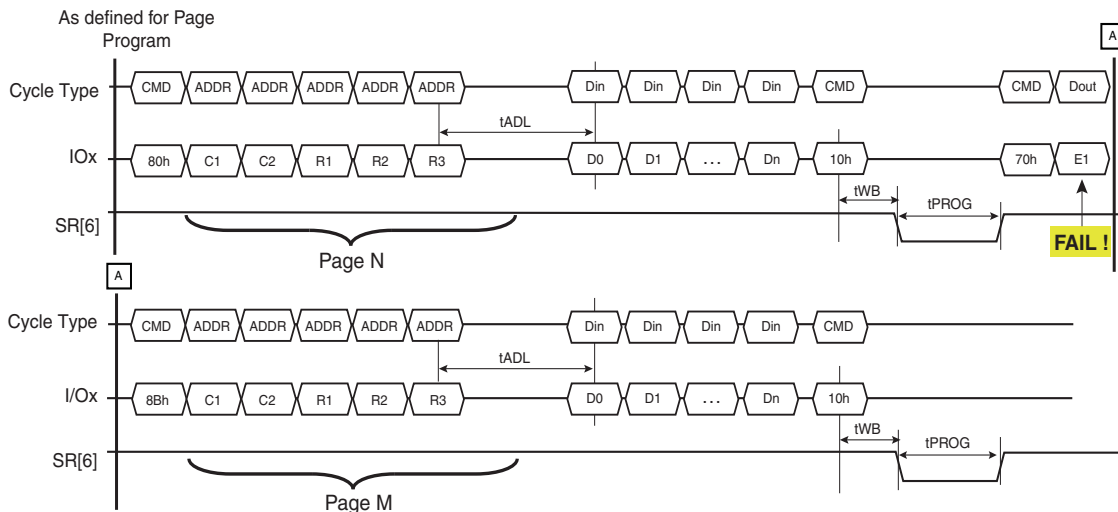 As defined for Page
Program
A
Cycle Type CMD ADDR ADDR ADDR ADDR ADDR Din Din Din Din CMD CMD Dout
tADL
IOx 80h C1 C2 R1 R2 R3 D0 D1 ... Dn 10h 70h E1
tWB tPROG
SR[6]
FAIL !
Page N
A
Cycle Type CMD ADDR ADDR ADDR ADDR ADDR Din Din Din Din CMD
tADL
I/Ox 8Bh C1 C2 R1 R2 R3 D0 D1 ... Dn 10h
tWB tPROG
SR[6]
Page M